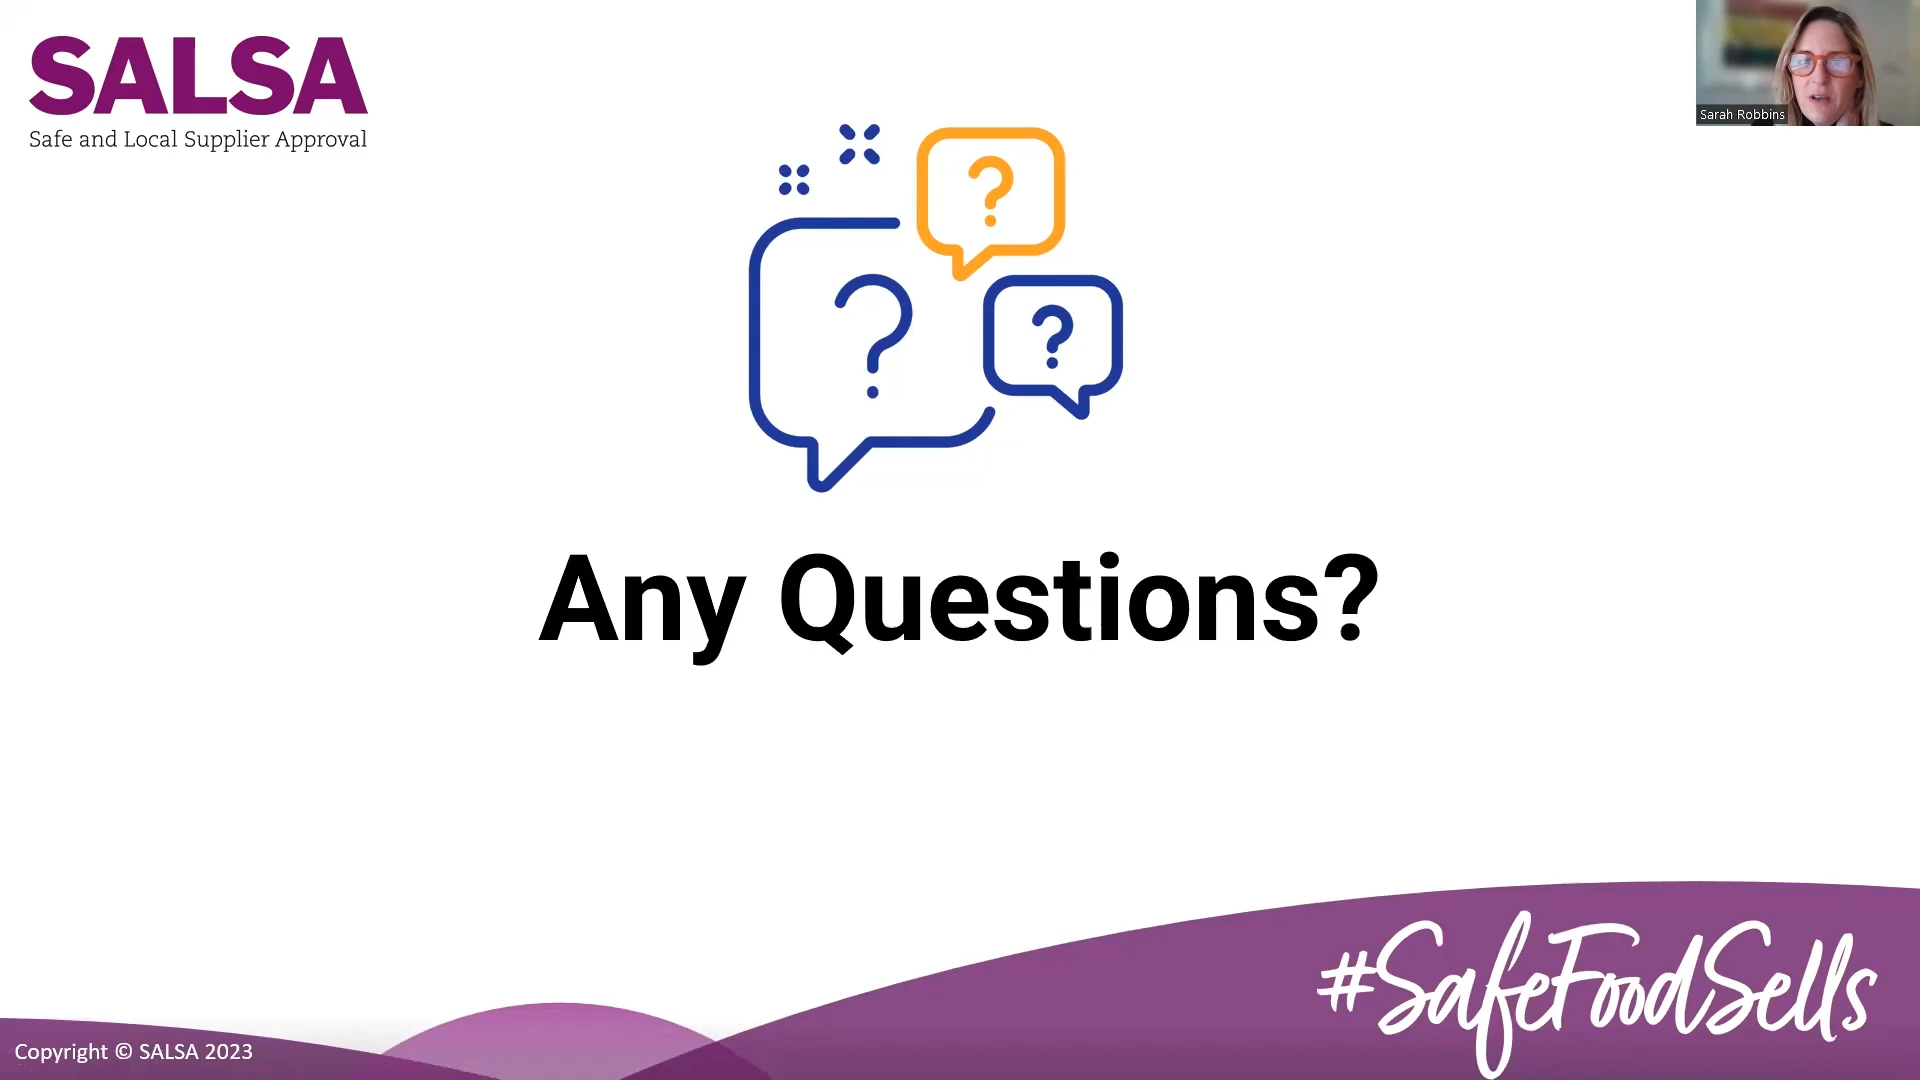 SALSA
Safe and Local Supplier Approval
Sarah Robbins
? ? ?
Any Questions?
#SafeFoodSells
Copyright © SALSA 2023